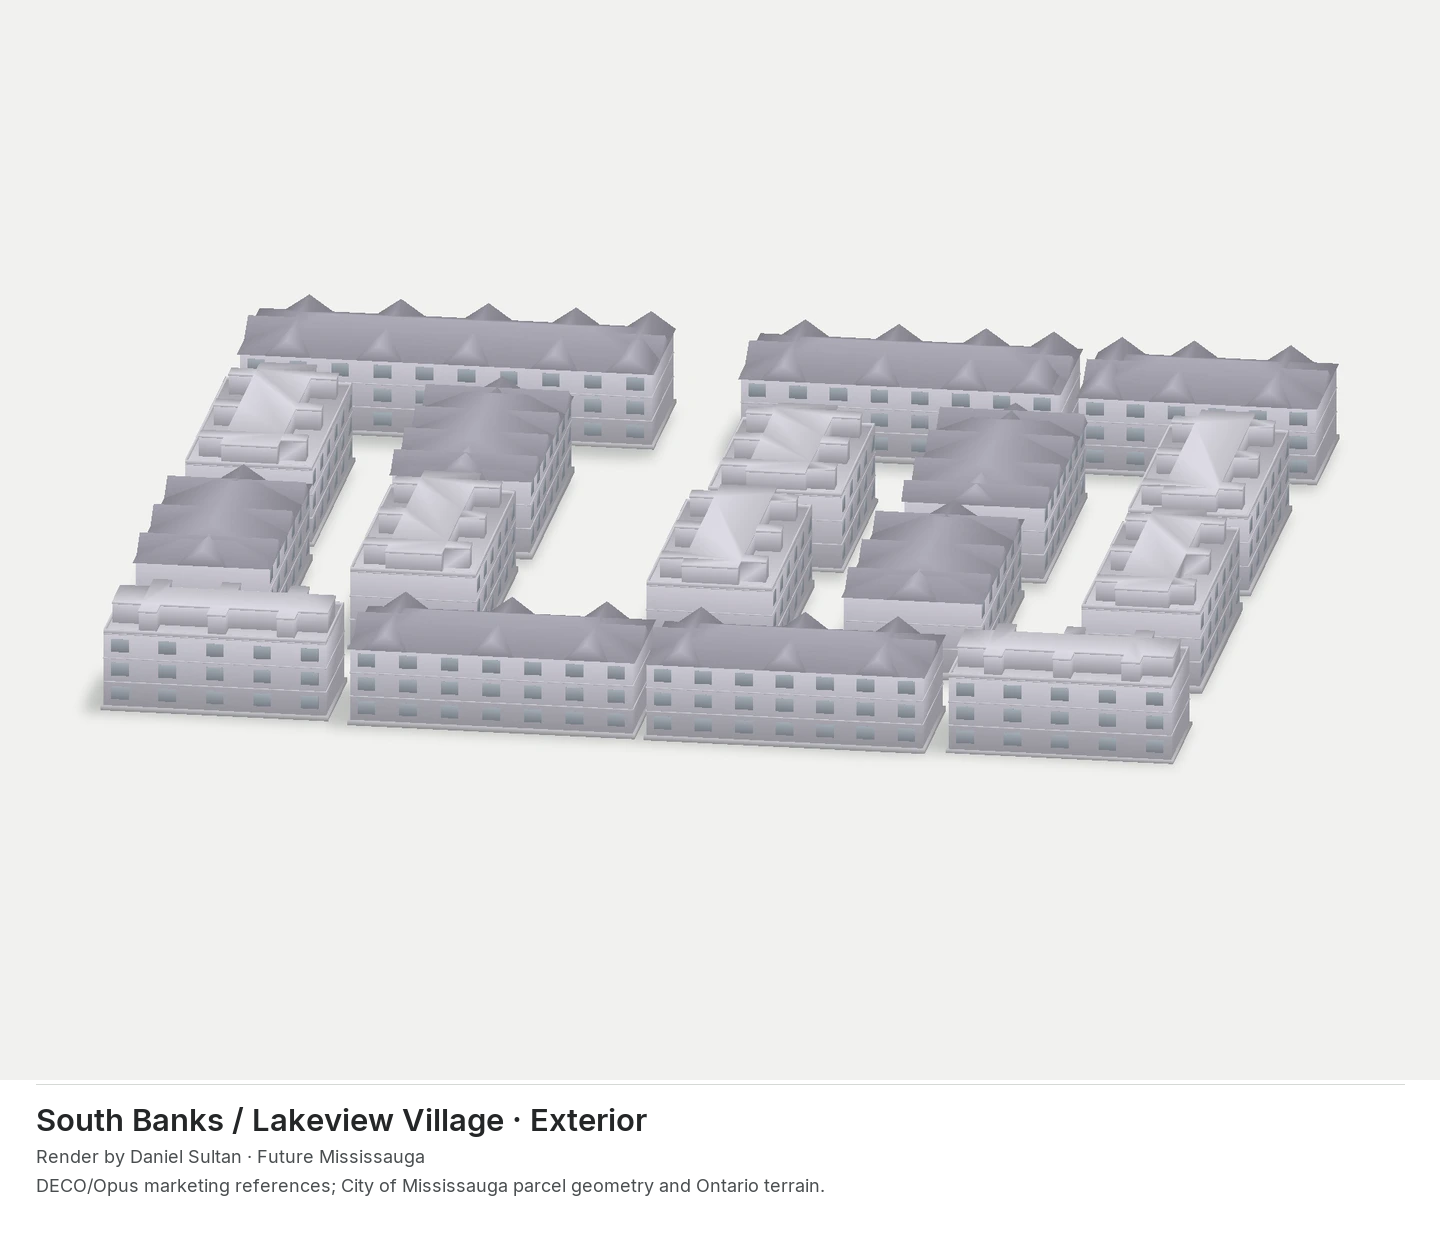 South Banks / Lakeview Village · Exterior
Render by Daniel Sultan · Future Mississauga
DECO/Opus marketing references; City of Mississauga parcel geometry and Ontario terrain.